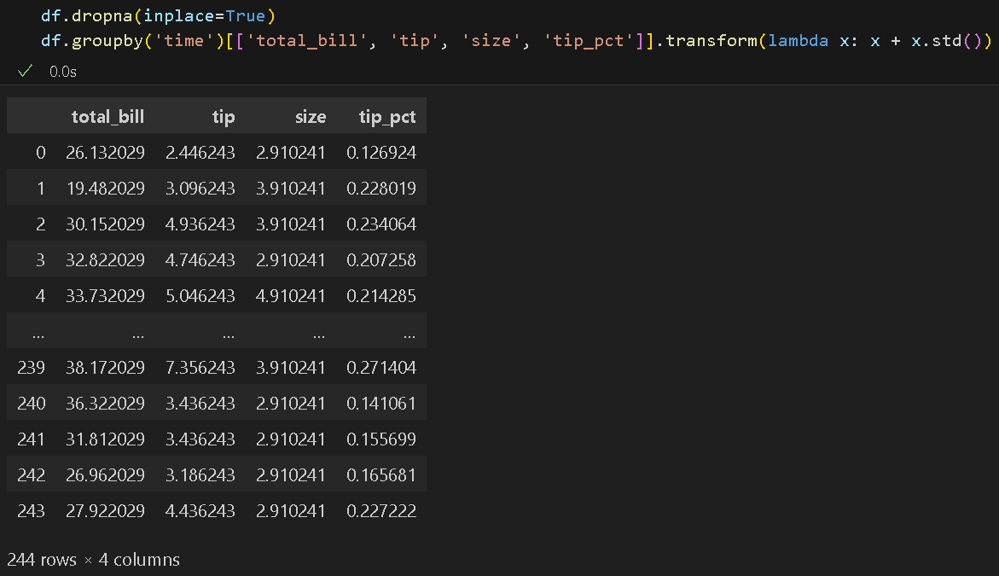 df.dropna(inplace=True)
df.groupby('time')[['total_bill', 'tip', 'size', 'tip_pct']].transform(lambda x: x + x.std())
✓ 0.0s
total_bill tip size tip_pct
0 26.132029 2.446243 2.910241 0.126924
1 19.482029 3.096243 3.910241 0.228019
2 30.152029 4.936243 3.910241 0.234064
3 32.822029 4.746243 2.910241 0.207258
4 33.732029 5.046243 4.910241 0.214285
... ... ... ... ...
239 38.172029 7.356243 3.910241 0.271404
240 36.322029 3.436243 2.910241 0.141061
241 31.812029 3.436243 2.910241 0.155699
242 26.962029 3.186243 2.910241 0.165681
243 27.922029 4.436243 2.910241 0.227222
244 rows × 4 columns